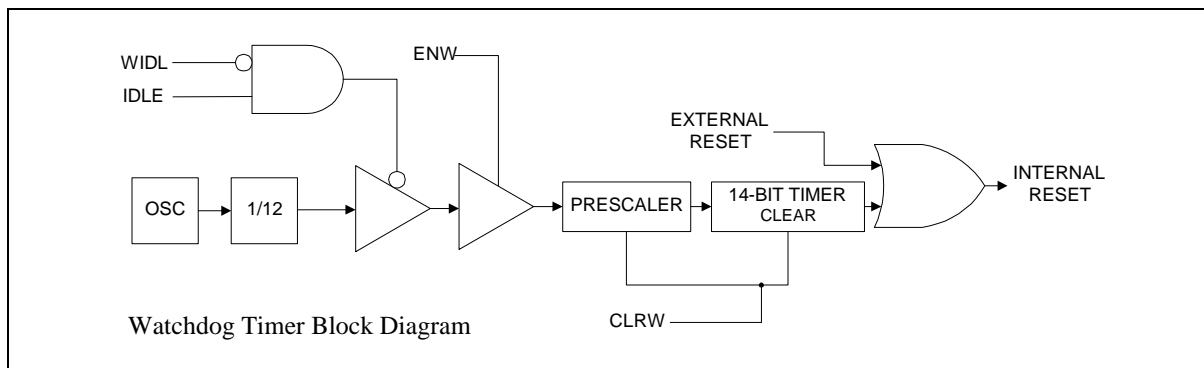 WIDL
IDLE
ENW
EXTERNAL
RESET
INTERNAL
RESET
OSC
1/12
PRESCALER
14-BIT TIMER
CLEAR
CLRW
Watchdog Timer Block Diagram